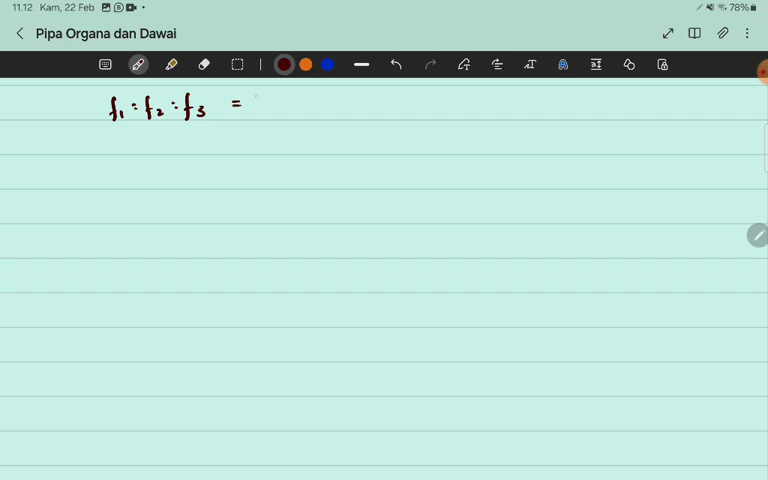 11.12 Kam, 22 Feb 78%
Pipa Organa dan Dawai
f₁ : f₂ : f₃ =